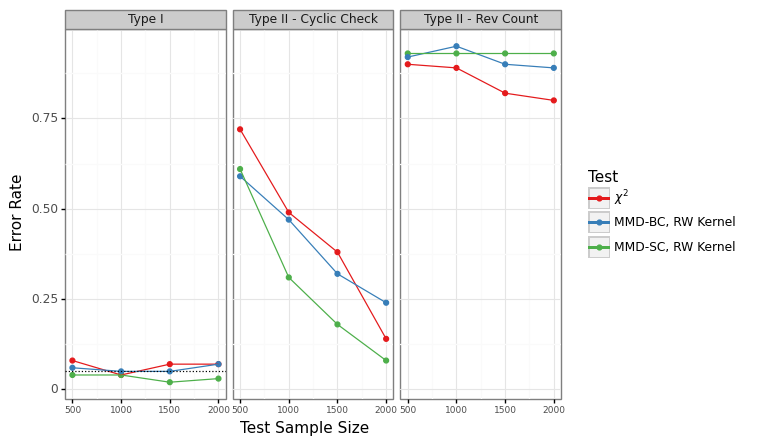 Type I
Type II - Cyclic Check
Type II - Rev Count
Error Rate
0.75
0.50
0.25
0
500 1000 1500 2000
500 1000 1500 2000
500 1000 1500 2000
Test Sample Size
Test
χ²
MMD-BC, RW Kernel
MMD-SC, RW Kernel